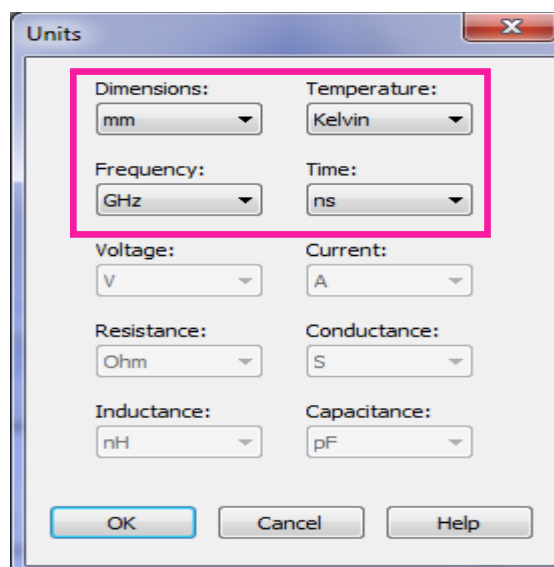 Units
Dimensions: Temperature:
mm Kelvin
Frequency: Time:
GHz ns
Voltage: Current:
V A
Resistance: Conductance:
Ohm S
Inductance: Capacitance:
nH pF
OK Cancel Help